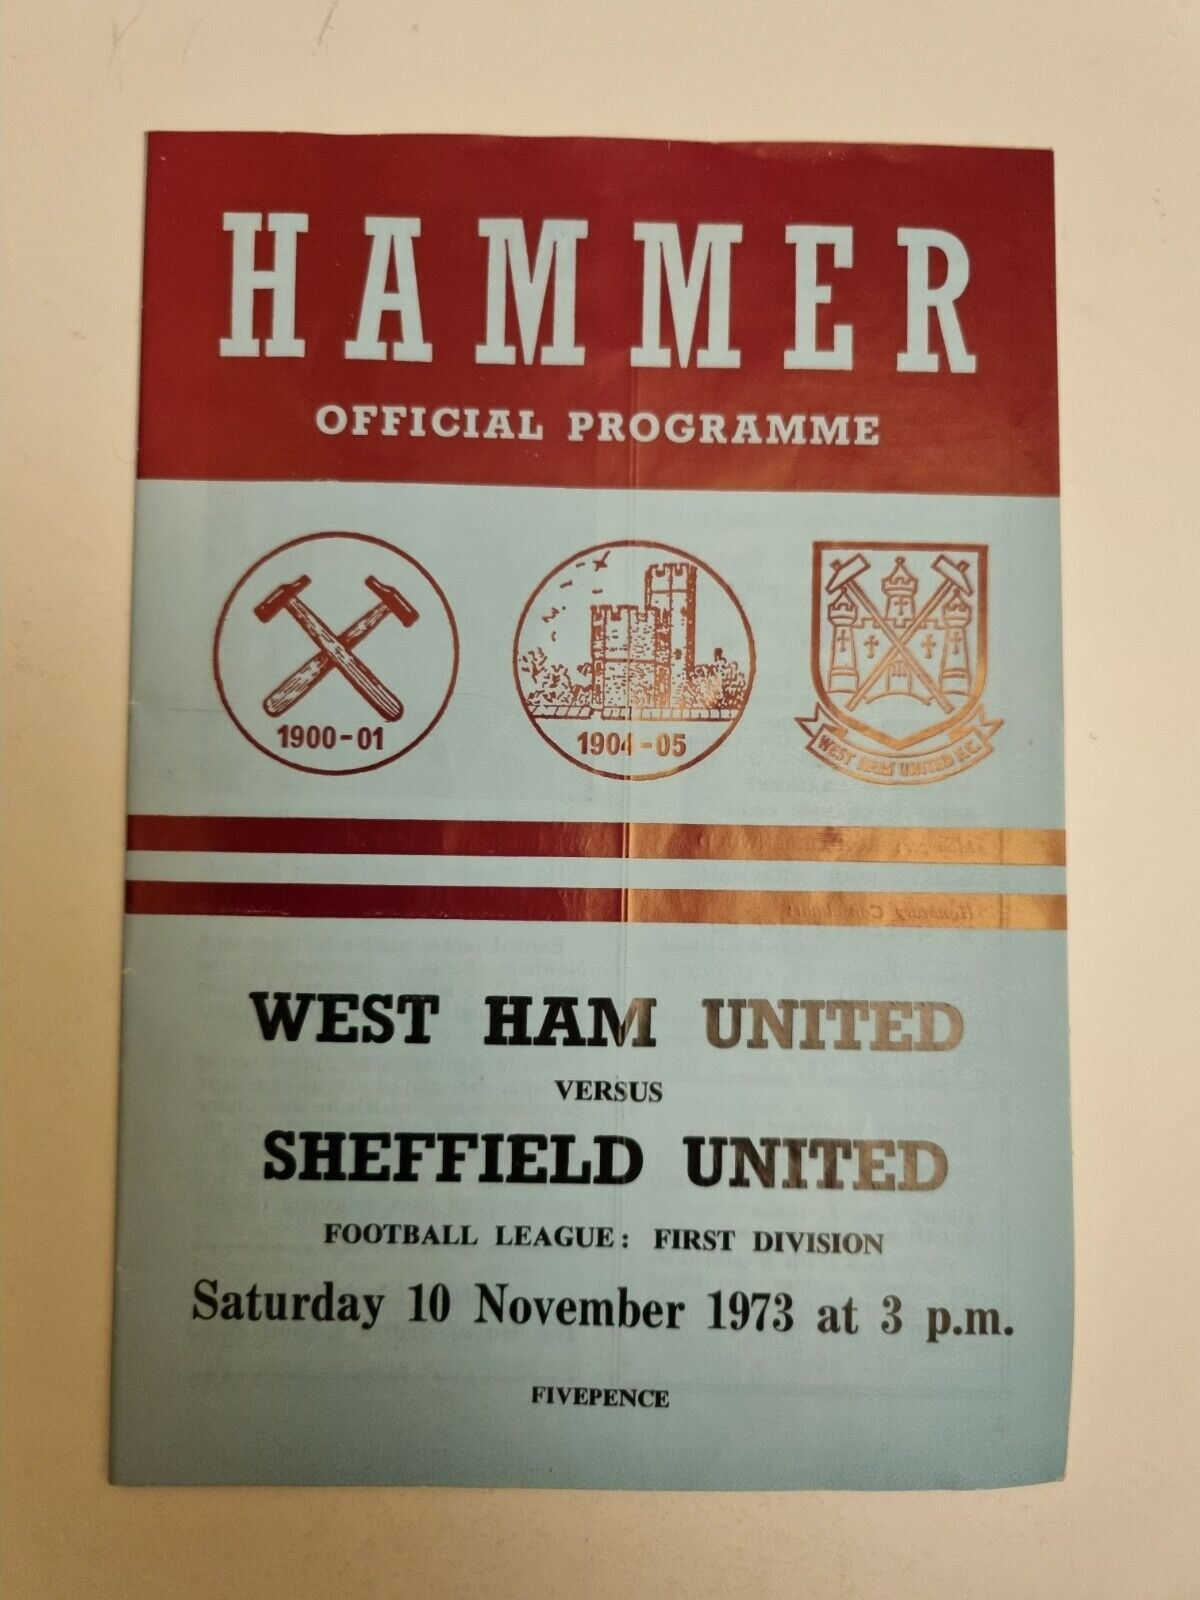 HAMMER
OFFICIAL PROGRAMME
1900-01
1904-05
WEST HAM UNITED F.C.
WEST HAM UNITED
VERSUS
SHEFFIELD UNITED
FOOTBALL LEAGUE: FIRST DIVISION
Saturday 10 November 1973 at 3 p.m.
FIVEPENCE